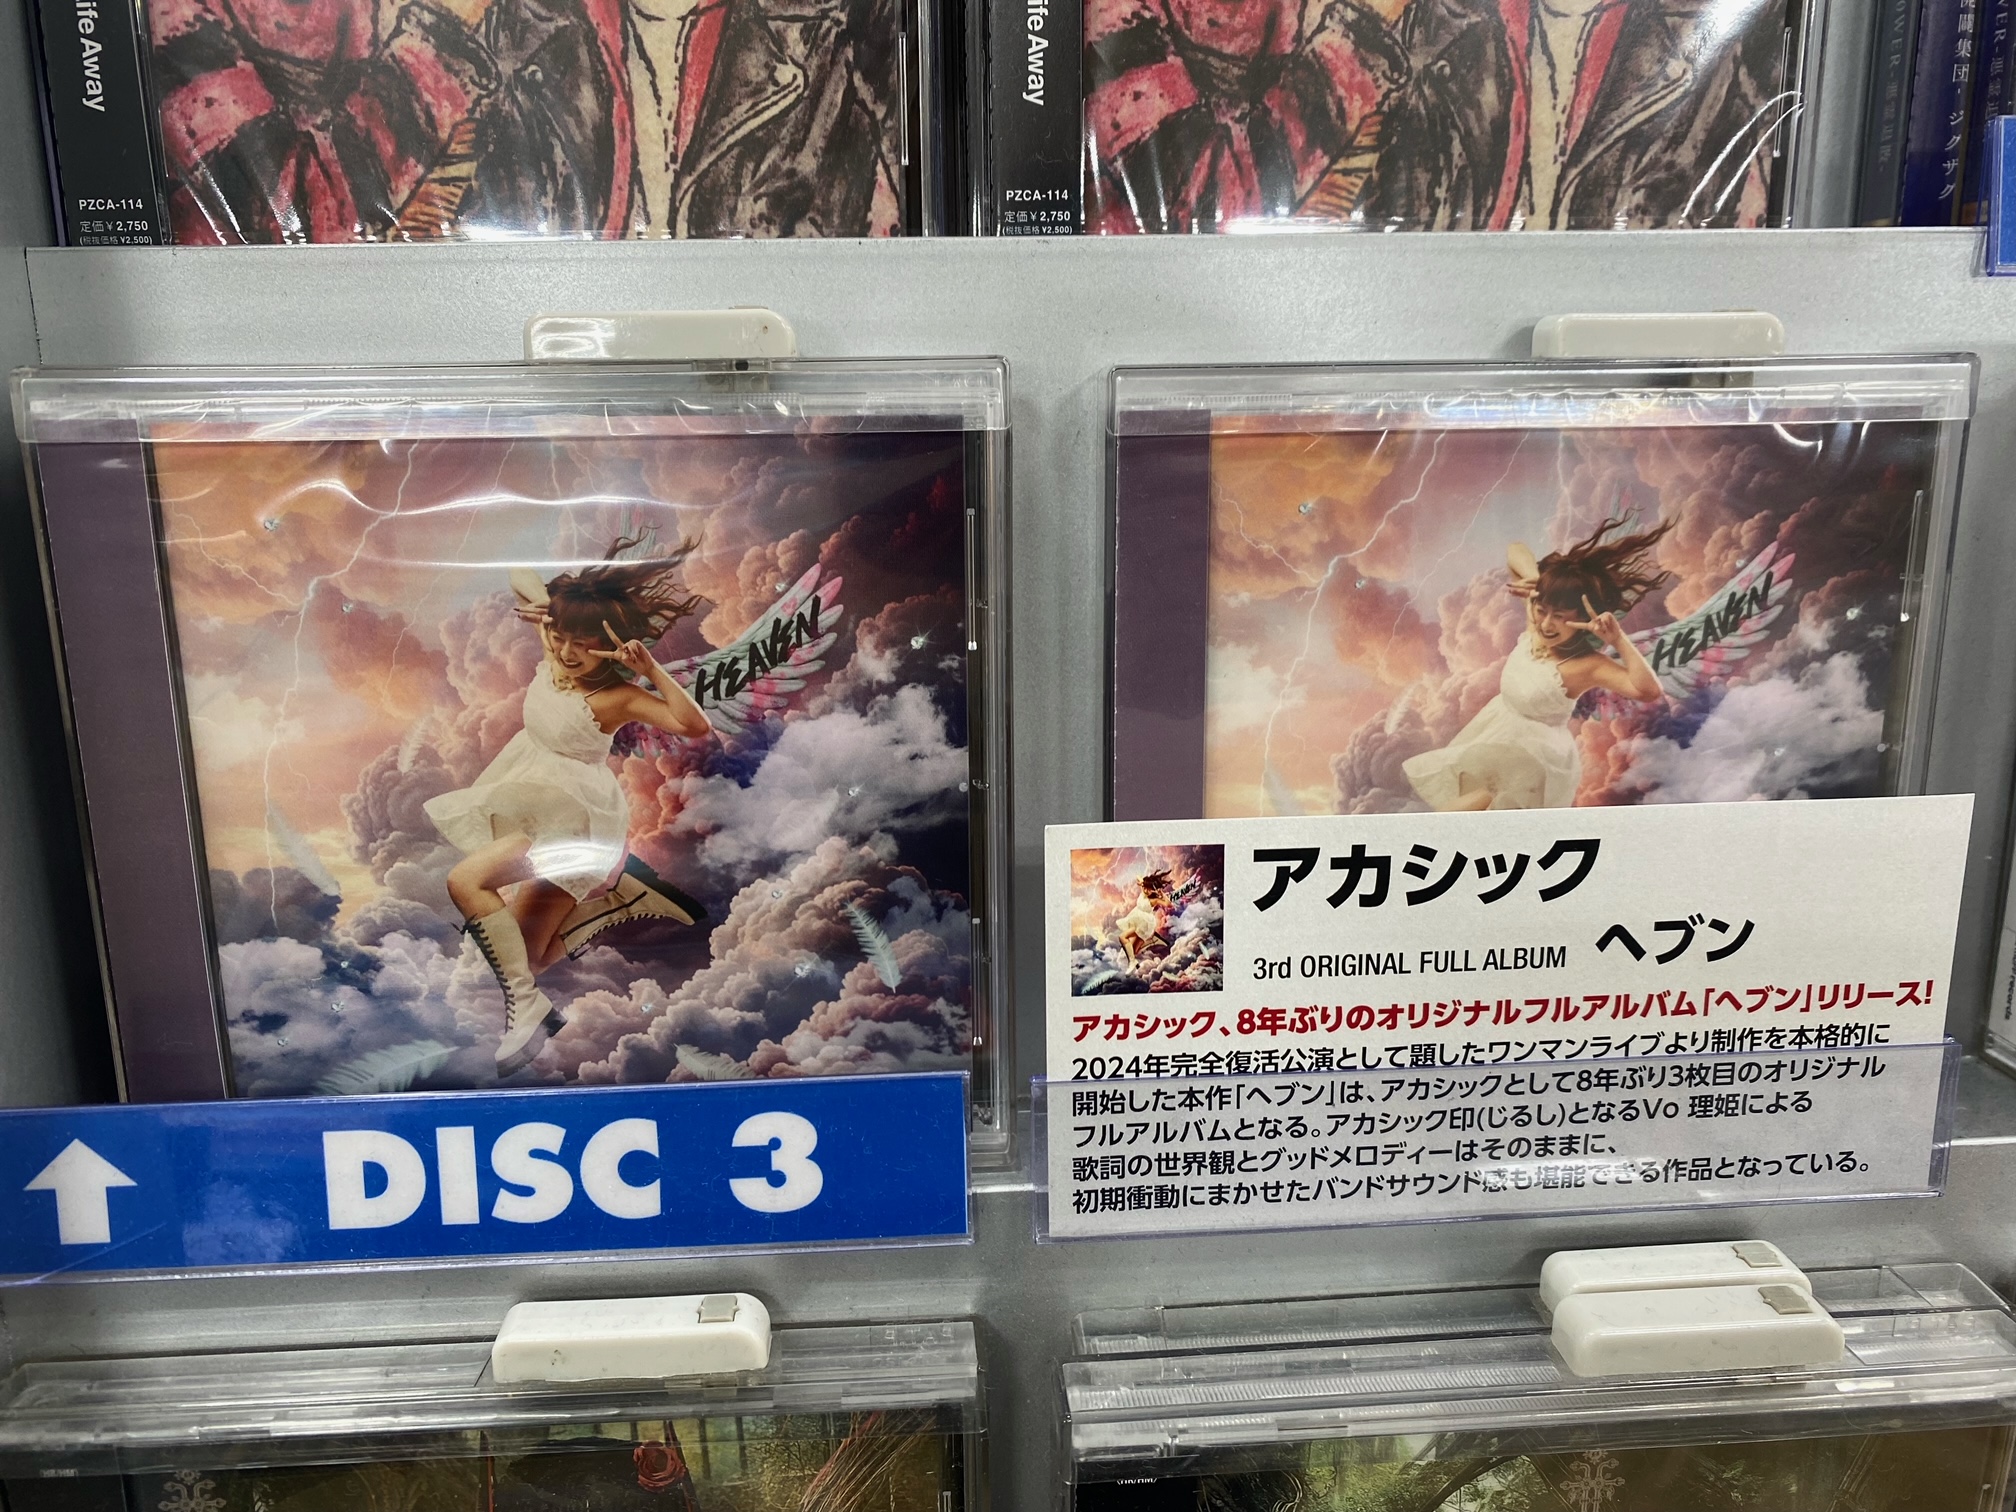 ife Away
PZCA-114
定価￥2,750
(税抜価格 ¥2,500)
ife Away
PZCA-114
定価￥2,750
(税抜価格 ¥2,500)
HEAVEN
HEAVEN
アカシック
3rd ORIGINAL FULL ALBUM ヘブン
アカシック、8年ぶりのオリジナルフルアルバム「ヘブン」リリース!
2024年完全復活公演として題したワンマンライブより制作を本格的に
開始した本作「ヘブン」は、アカシックとして8年ぶり3枚目のオリジナル
フルアルバムとなる。アカシック印(じるし)となるVo 理姫による
歌詞の世界観とグッドメロディーはそのままに、
初期衝動にまかせたバンドサウンド感も堪能できる作品となっている。
DISC 3